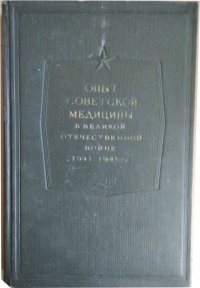 ОПЫТ
СОВЕТСКОЙ
МЕДИЦИНЫ
В ВЕЛИКОЙ
ОТЕЧЕСТВЕННОЙ
ВОЙНЕ
1941-1945 гг.